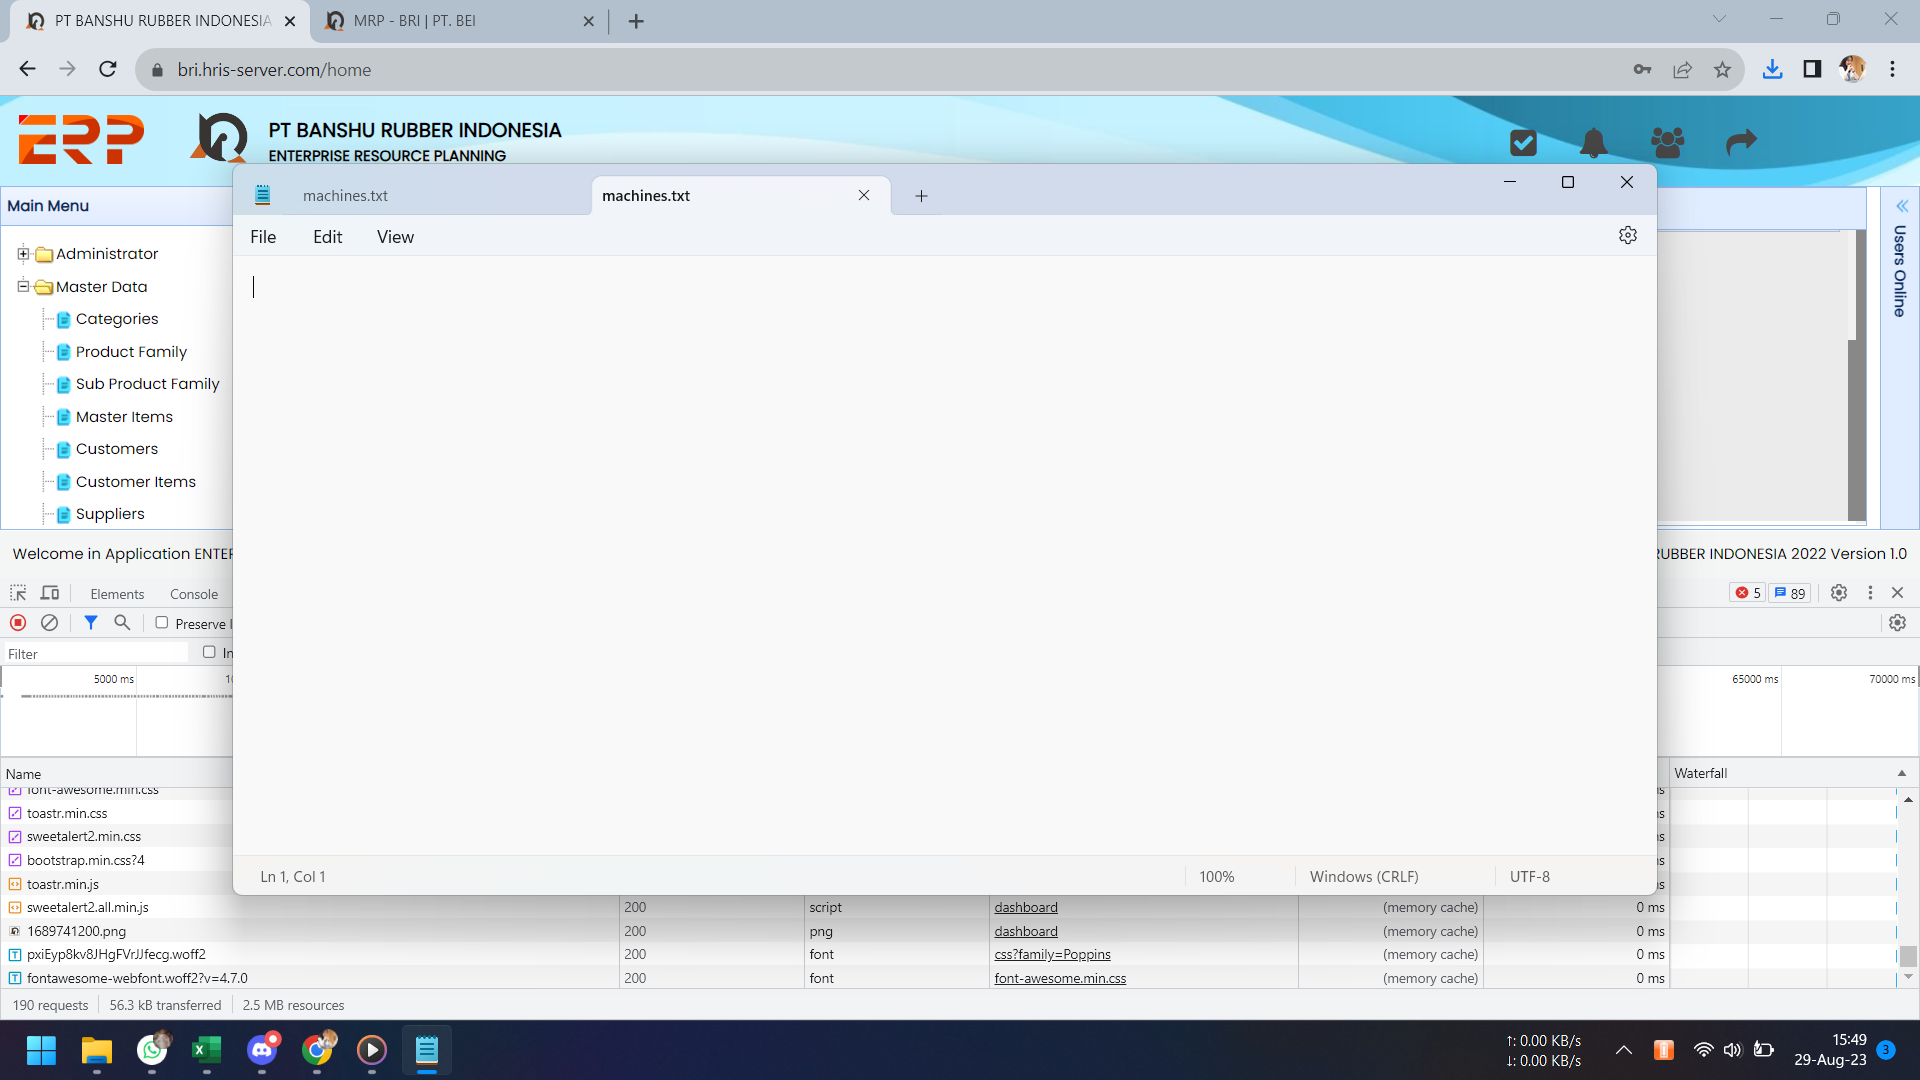 PT BANSHU RUBBER INDONESIA
MRP - BRI | PT. BEI
bri.hris-server.com/home
ERP
PT BANSHU RUBBER INDONESIA
ENTERPRISE RESOURCE PLANNING
Main Menu
Administrator
Master Data
Categories
Product Family
Sub Product Family
Master Items
Customers
Customer Items
Suppliers
Users Online
machines.txt
machines.txt
File Edit View
Ln 1, Col 1
100%
Windows (CRLF)
UTF-8
Welcome in Application
RUBBER INDONESIA 2022 Version 1.0
Elements Console
5 89
Preserve
Filter
5000 ms
65000 ms 70000 ms
Name Waterfall
font-awesome.min.css
toastr.min.css
sweetalert2.min.css
bootstrap.min.css?4
toastr.min.js
sweetalert2.all.min.js 200 script dashboard (memory cache) 0 ms
1689741200.png 200 png dashboard (memory cache) 0 ms
pxiEyp8kv8JHgFVrJJfecg.woff2 200 font css?family=Poppins (memory cache) 0 ms
fontawesome-webfont.woff2?v=4.7.0 200 font font-awesome.min.css (memory cache) 0 ms
190 requests 56.3 kB transferred 2.5 MB resources
↑: 0.00 KB/s
↓: 0.00 KB/s
15:49
29-Aug-23
3